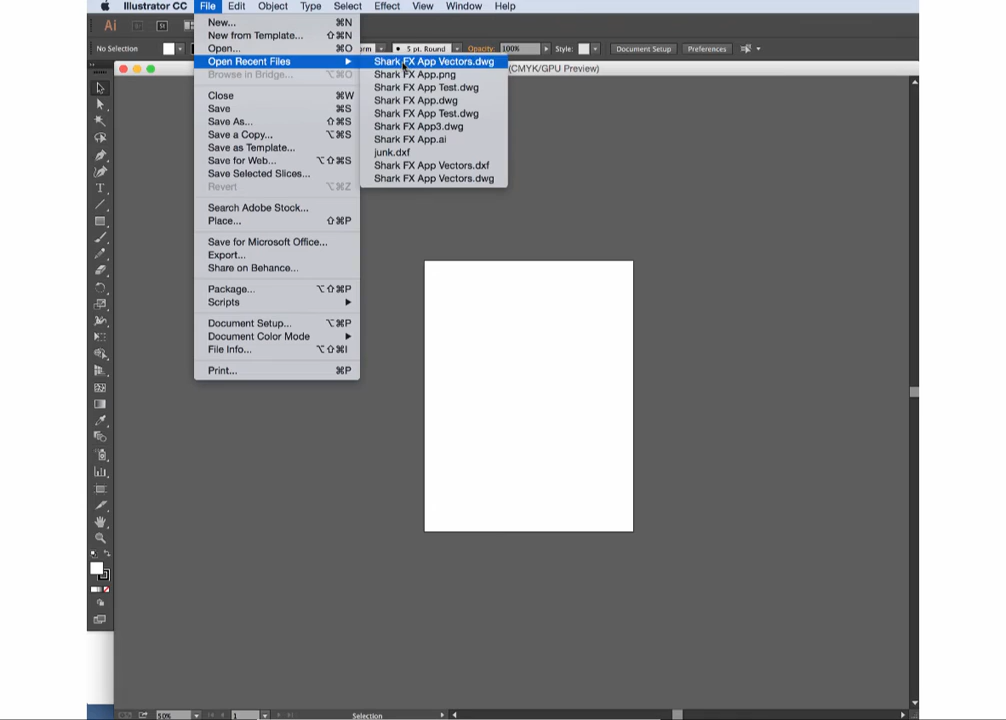 Illustrator CC File Edit Object Type Select Effect View Window Help
Ai Br St
No Selection 5 pt. Round Opacity: 100% Style: Document Setup Preferences
(CMYK/GPU Preview)
New... ⌘N
New from Template... ⇧⌘N
Open... ⌘O
Open Recent Files
Browse in Bridge... ⌥⌘O
Close ⌘W
Save ⌘S
Save As... ⇧⌘S
Save a Copy... ⌥⌘S
Save as Template...
Save for Web... ⌥⇧⌘S
Save Selected Slices...
Revert ⌥⌘Z
Search Adobe Stock...
Place... ⇧⌘P
Save for Microsoft Office...
Export...
Share on Behance...
Package... ⌥⇧⌘P
Scripts
Document Setup... ⌥⌘P
Document Color Mode
File Info... ⌥⇧⌘I
Print... ⌘P
Shark FX App Vectors.dwg
Shark FX App.png
Shark FX App Test.dwg
Shark FX App.dwg
Shark FX App Test.dwg
Shark FX App3.dwg
Shark FX App.ai
junk.dxf
Shark FX App Vectors.dxf
Shark FX App Vectors.dwg
50% 1 Selection